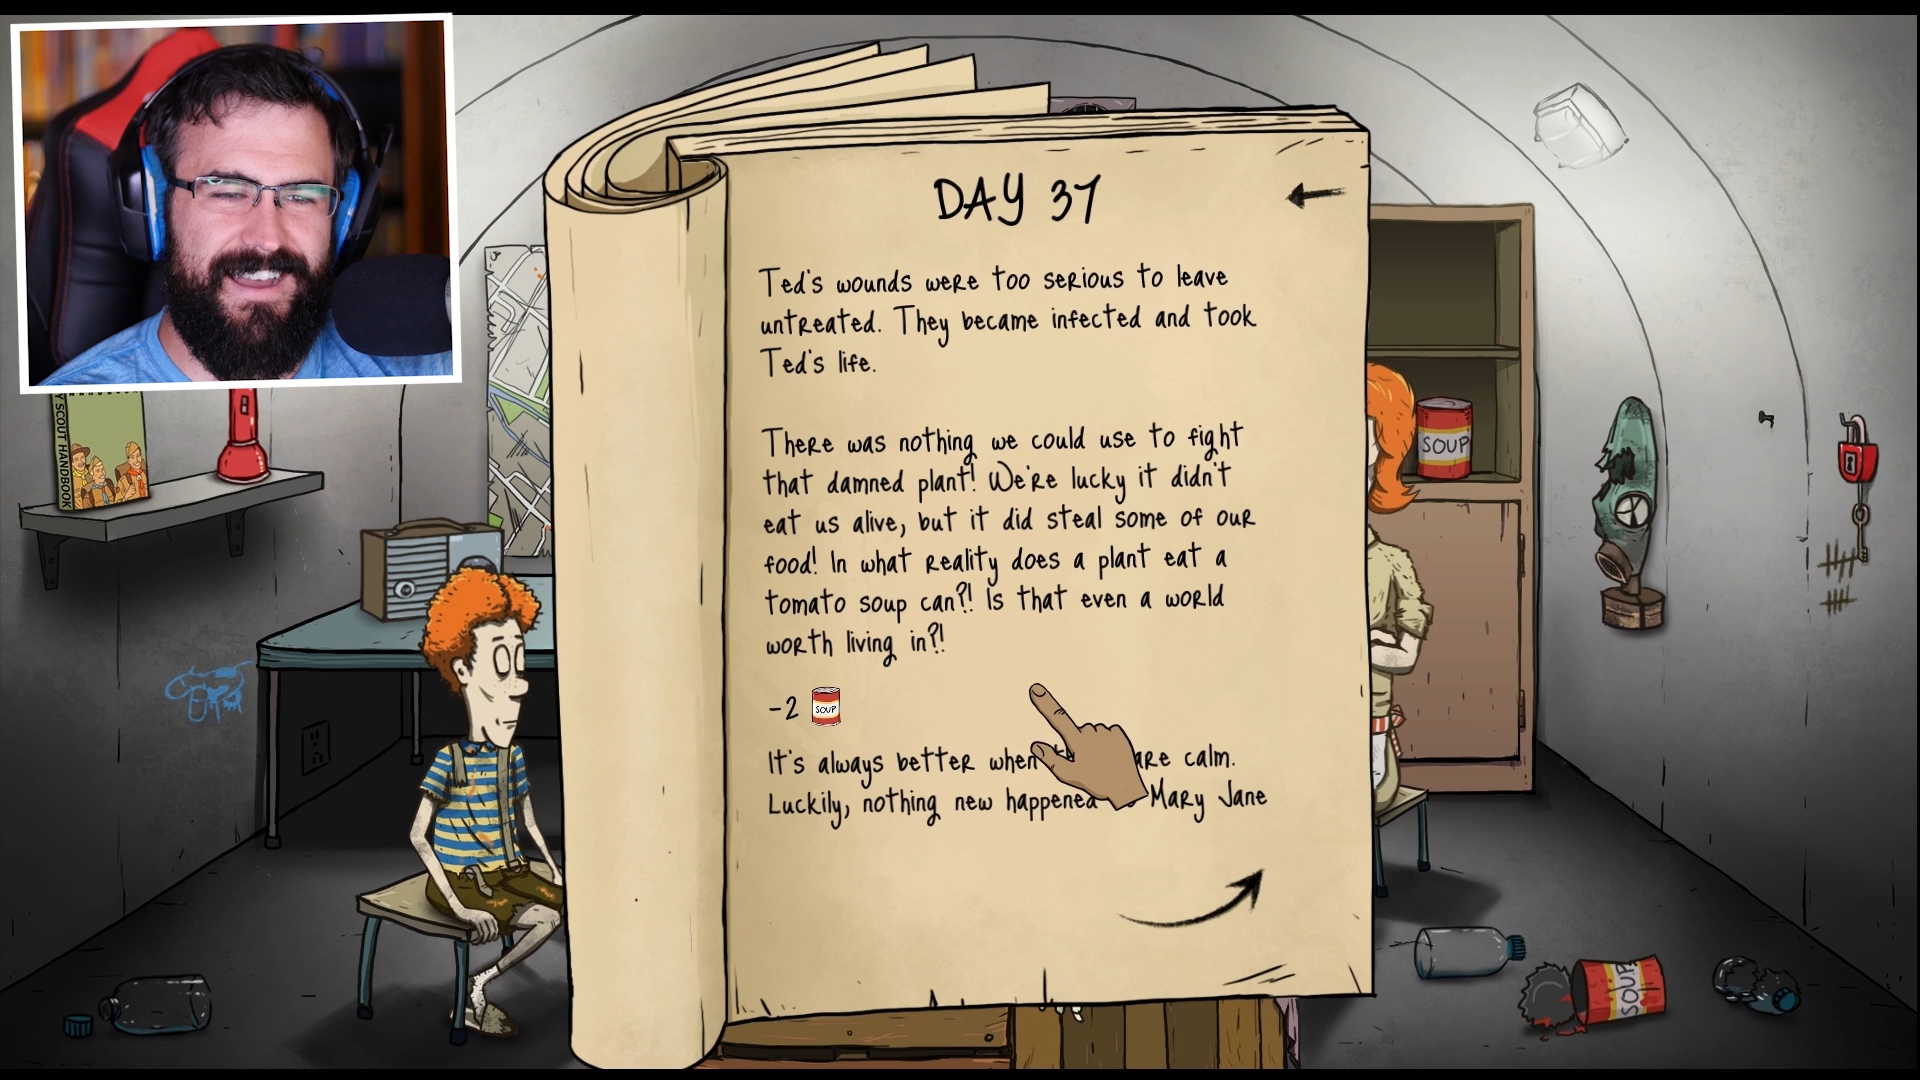 DAY 37
Ted's wounds were too serious to leave
untreated. They became infected and took
Ted's life.
There was nothing we could use to fight
that damned plant! We're lucky it didn't
eat us alive, but it did steal some of our
food! In what reality does a plant eat a
tomato soup can?! Is that even a world
worth living in?!
-2 SOUP
It's always better when are calm.
Luckily, nothing new happened Mary Jane
SCOUT HANDBOOK
SOUP
SOUP